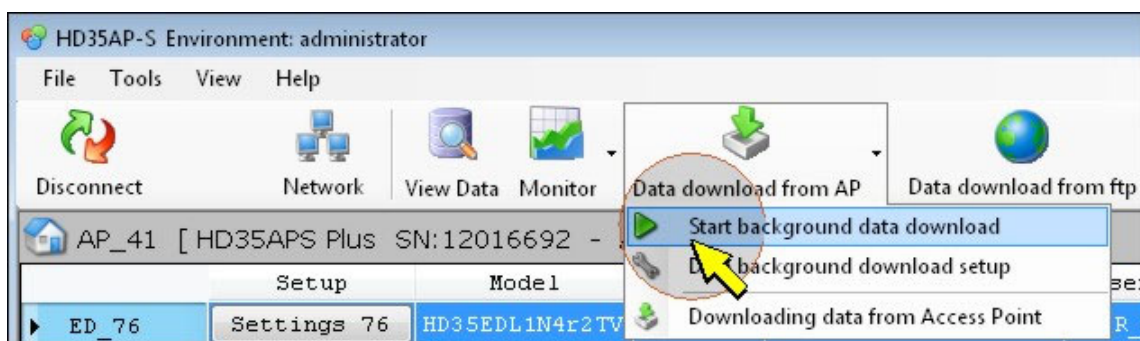 HD35AP-S Environment: administrator
File Tools View Help
Disconnect Network View Data Monitor Data download from AP Data download from ftp
AP_41 [HD35APS Plus SN:12016692 -
Start background data download
background download setup
Setup Model
ED_76 Settings 76 HD35EDL1N4r2TV
Downloading data from Access Point